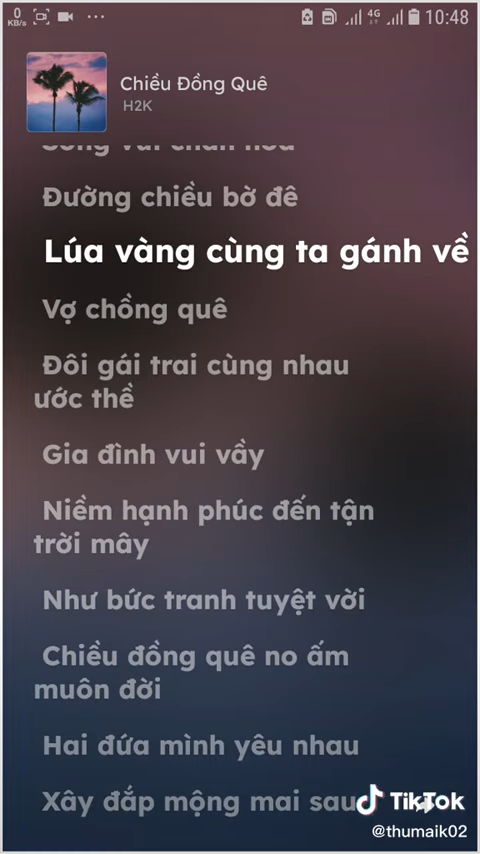 0
KB/s
4G
10:48
Chiều Đồng Quê
H2K
Đường chiều bờ đê
Lúa vàng cùng ta gánh về
Vợ chồng quê
Đôi gái trai cùng nhau
ước thề
Gia đình vui vầy
Niềm hạnh phúc đến tận
trời mây
Như bức tranh tuyệt vời
Chiều đồng quê no ấm
muôn đời
Hai đứa mình yêu nhau
Xây đắp mộng mai sau
TikTok
@thumaik02